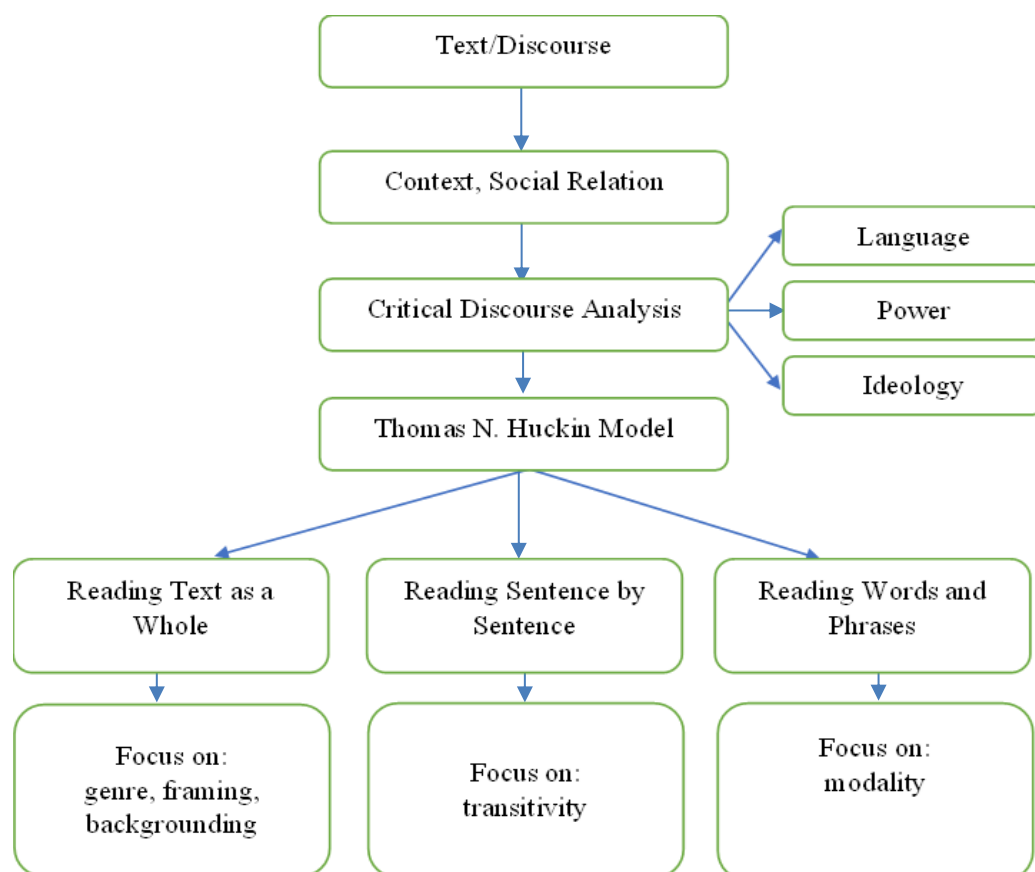 Text/Discourse
Context, Social Relation
Critical Discourse Analysis
Language
Power
Ideology
Thomas N. Huckin Model
Reading Text as a
Whole
Reading Sentence by
Sentence
Reading Words and
Phrases
Focus on:
genre, framing,
backgrounding
Focus on:
transitivity
Focus on:
modality